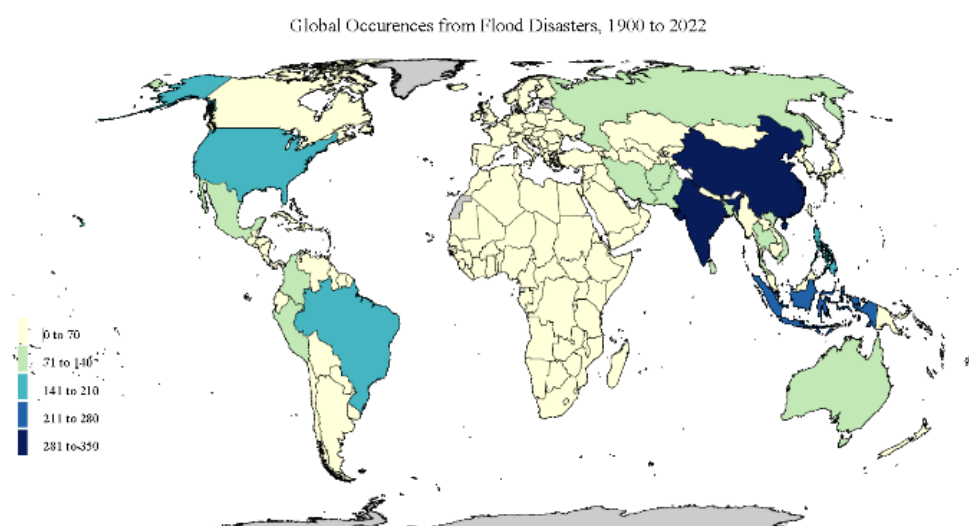 Global Occurences from Flood Disasters, 1900 to 2022
0 to 70
71 to 140
141 to 210
211 to 280
281 to 350